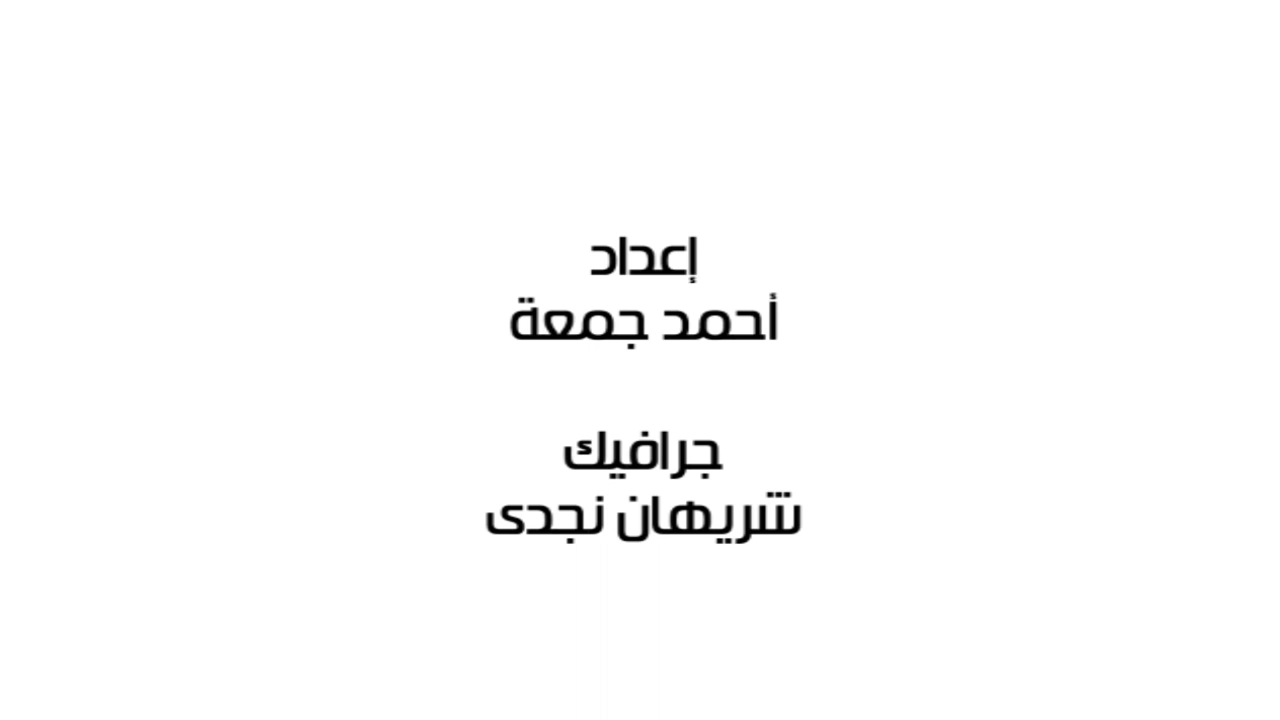 إعداد
أحمد جمعة
جرافيك
شريهان نجدى